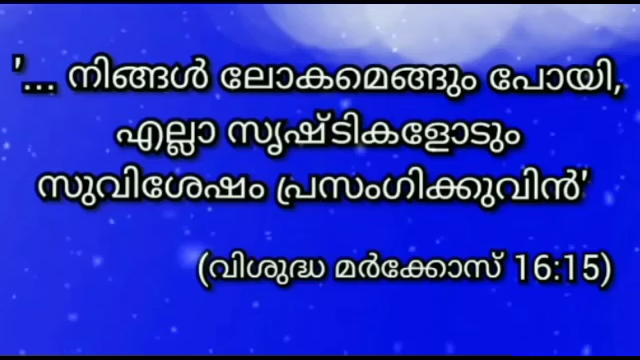 '... നിങ്ങൾ ലോകമെങ്ങും പോയി,
എല്ലാ സൃഷ്ടികളോടും
സുവിശേഷം പ്രസംഗിക്കുവിൻ'
(വിശുദ്ധ മർക്കോസ് 16:15)